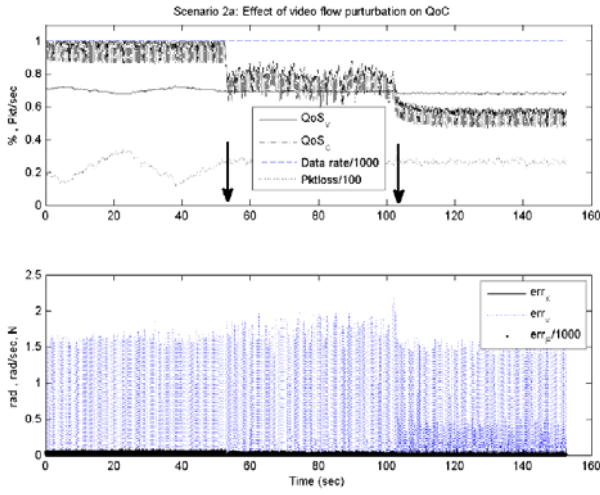 Scenario 2a: Effect of video flow purturbation on QoC
% , Pkt/sec
1
0.8
0.6
0.4
0.2
0
QoS_v
QoS_c
Data rate/1000
Pktloss/100
0 20 40 60 80 100 120 140 160
rad , rad/sec, N
2.5
2
1.5
1
0.5
0
err_x
err_v
/1000
0 20 40 60 80 100 120 140 160
Time (sec)